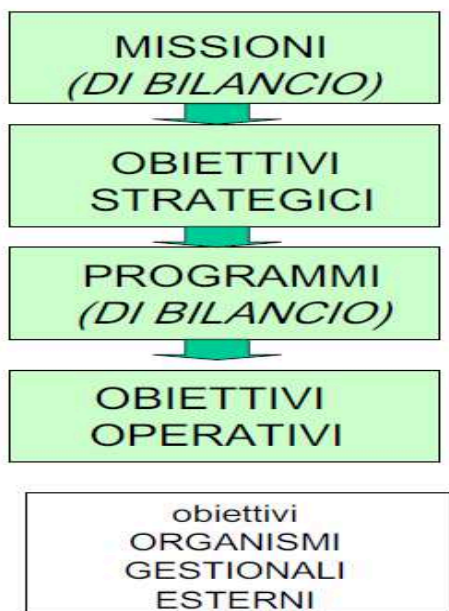 MISSIONI
(DI BILANCIO)
OBIETTIVI
STRATEGICI
PROGRAMMI
(DI BILANCIO)
OBIETTIVI
OPERATIVI
obiettivi
ORGANISMI
GESTIONALI
ESTERNI